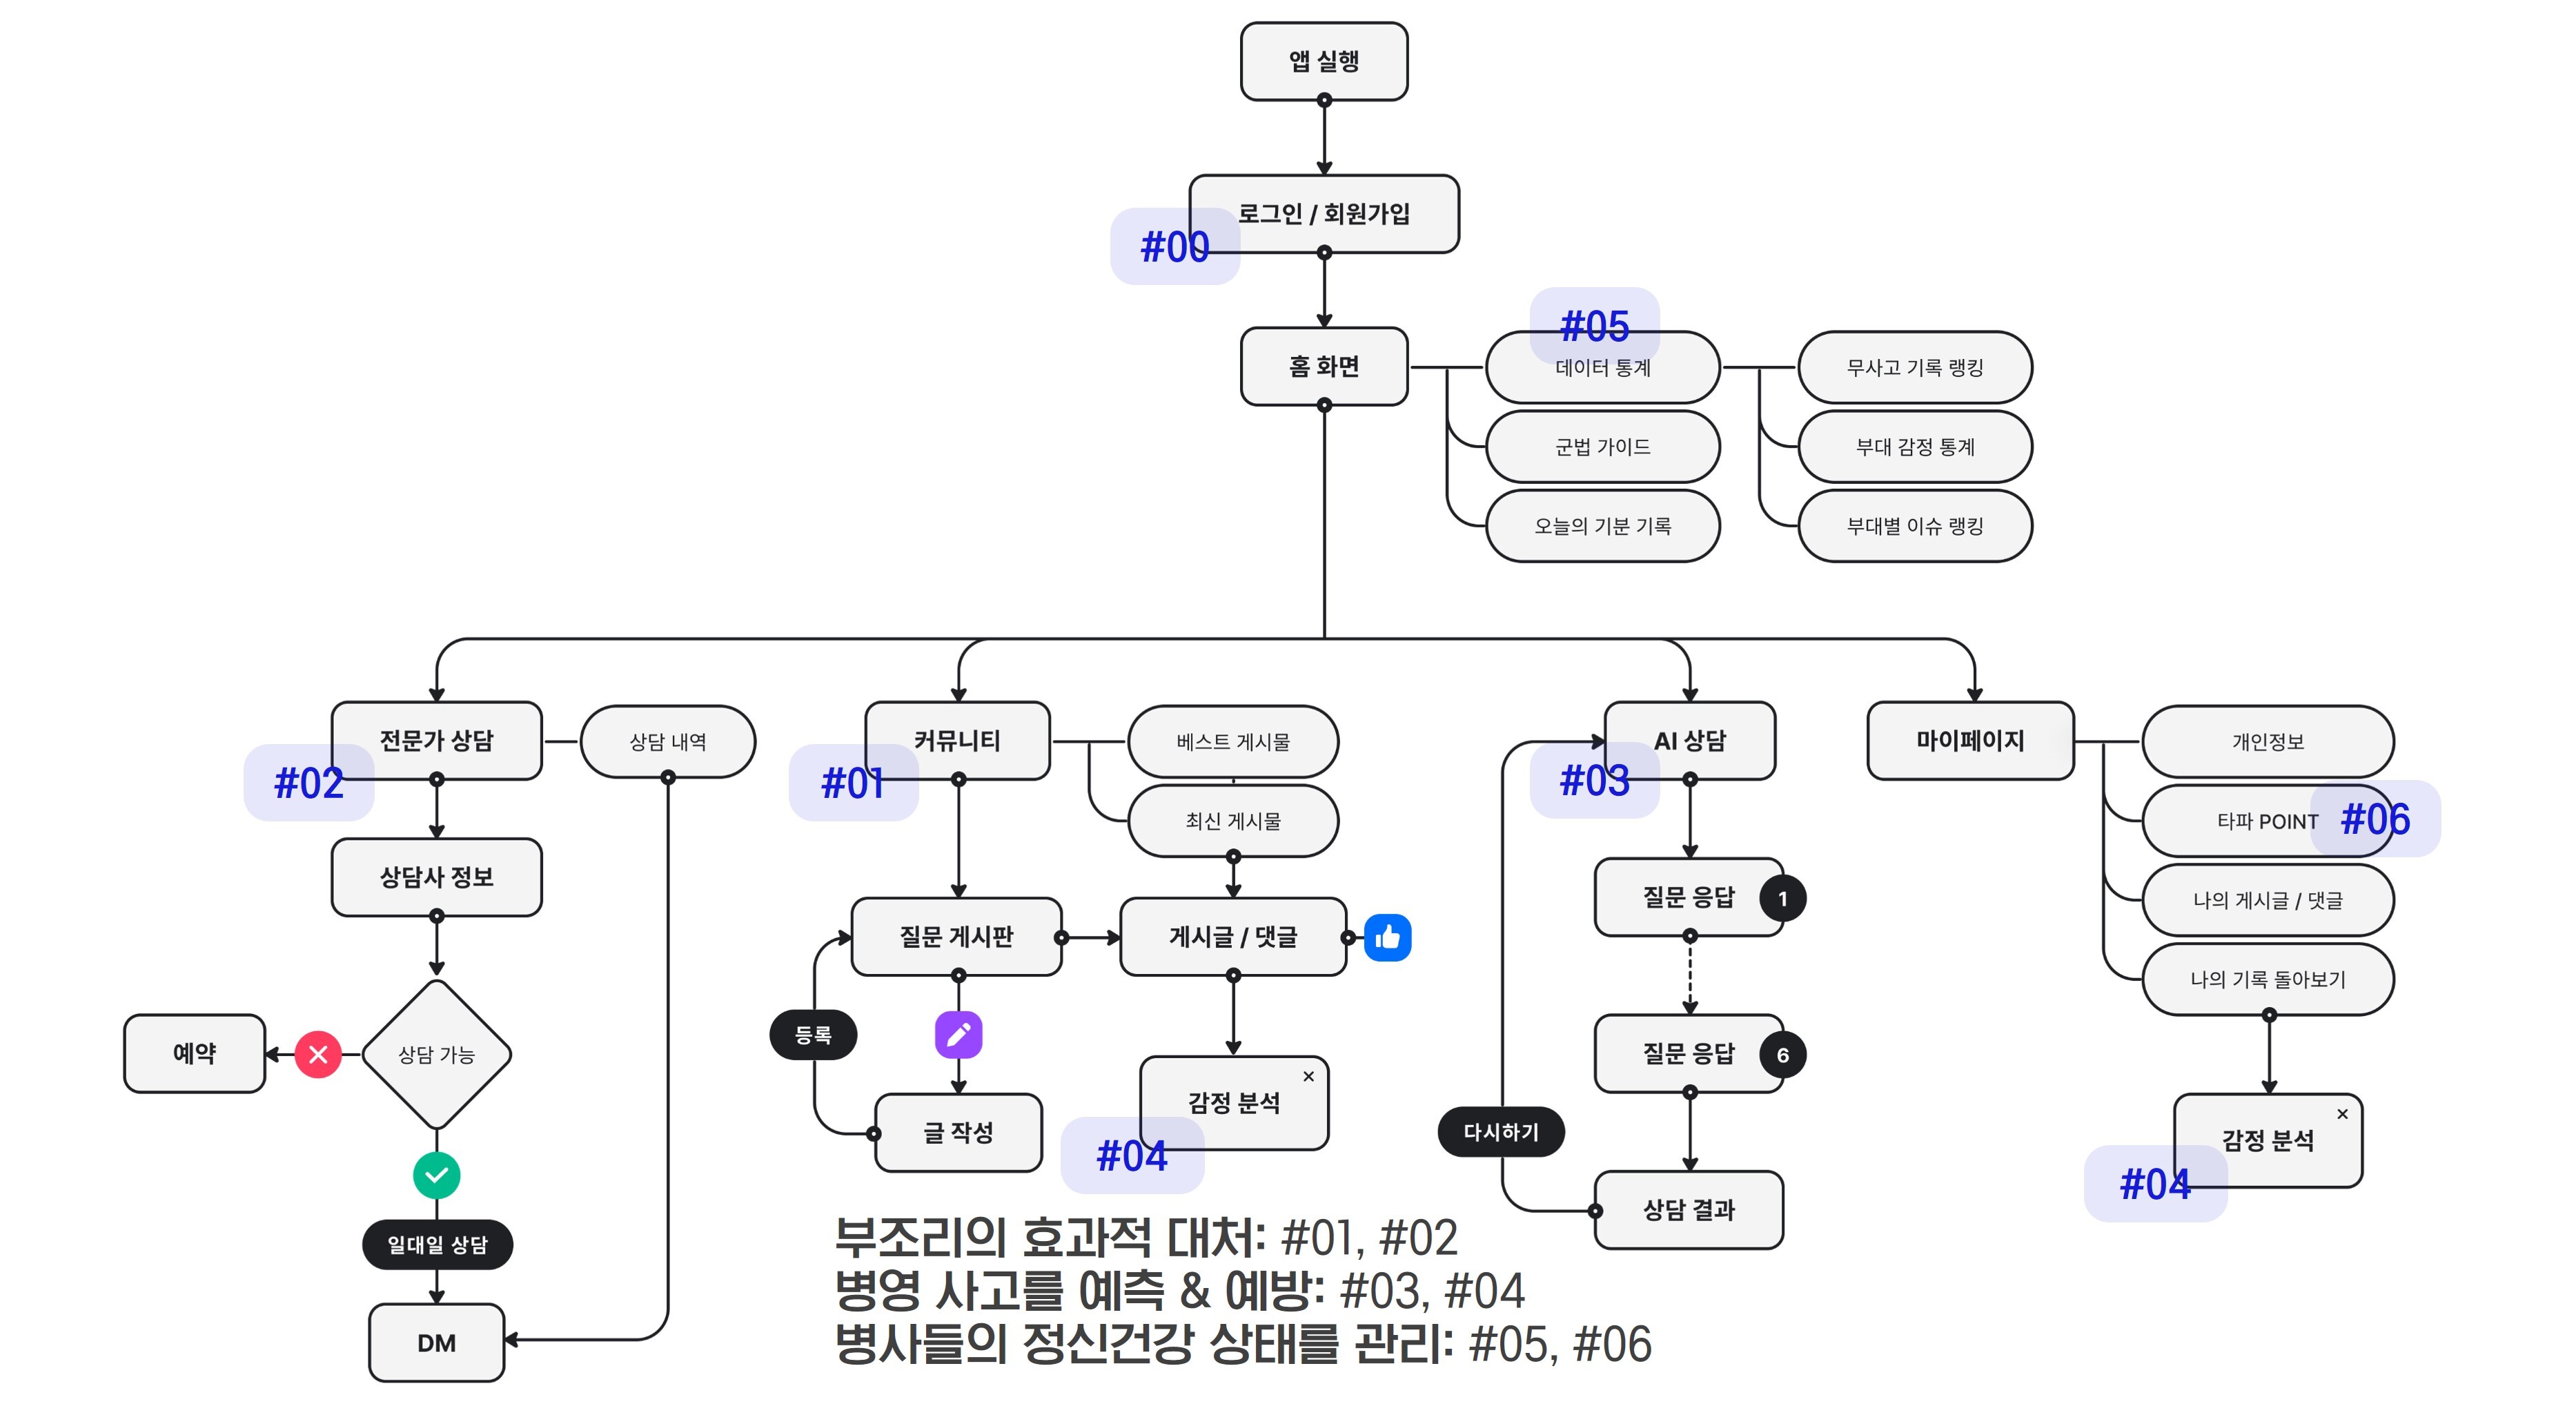 앱 실행
로그인 / 회원가입
#00
#05
홈 화면
데이터 통계
무사고 기록 랭킹
군법 가이드
부대 감정 통계
오늘의 기분 기록
부대별 이슈 랭킹
전문가 상담
상담 내역
#02
커뮤니티
베스트 게시물
#01
최신 게시물
AI 상담
#03
마이페이지
개인정보
타파 POINT
#06
나의 게시글 / 댓글
나의 기록 돌아보기
상담사 정보
질문 게시판
게시글 / 댓글
질문 응답
1
예약
상담 가능
등록
질문 응답
6
글 작성
감정 분석
#04
다시하기
감정 분석
#04
상담 결과
일대일 상담
DM
부조리의 효과적 대처: #01, #02
병영 사고를 예측 & 예방: #03, #04
병사들의 정신건강 상태를 관리: #05, #06